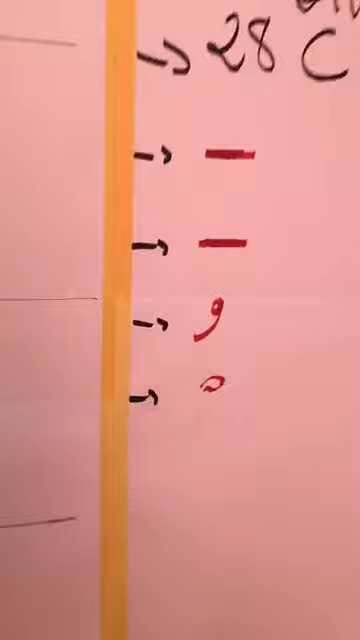 → 28 C
→ —
→ —
→ و
→ o